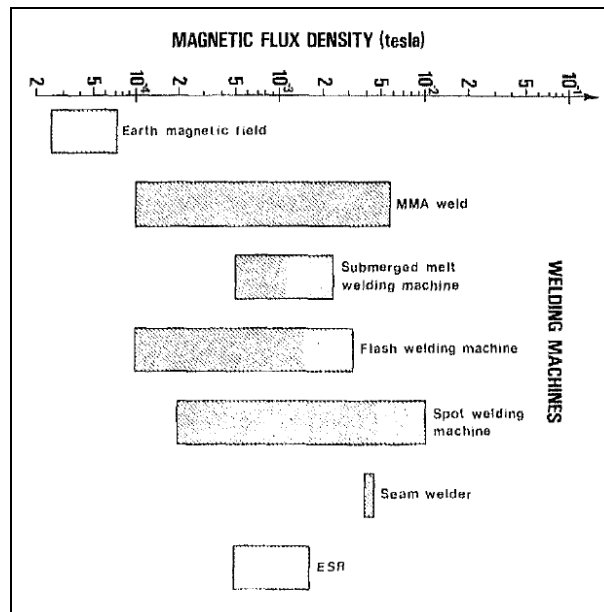 MAGNETIC FLUX DENSITY (tesla)
2 5 10⁻⁴ 2 5 10⁻³ 2 5 10⁻² 2 5 10⁻¹
Earth magnetic field
MMA weld
Submerged melt
welding machine
Flash welding machine
Spot welding
machine
Seam welder
ESR
WELDING MACHINES